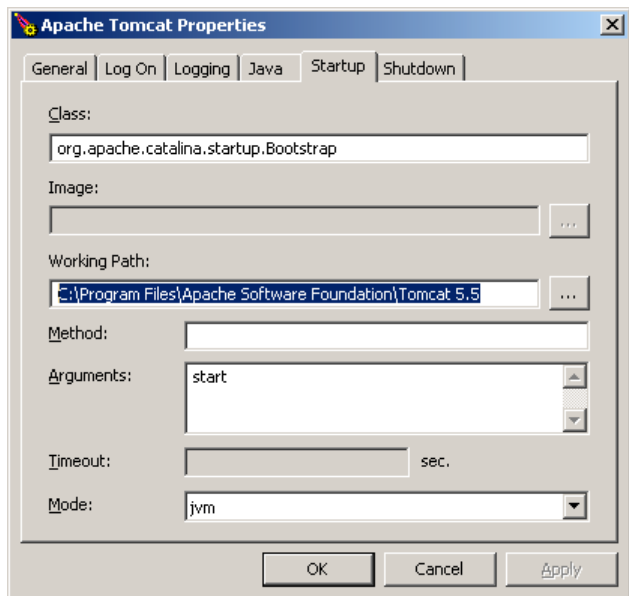 Apache Tomcat Properties
General Log On Logging Java Startup Shutdown
Class:
org.apache.catalina.startup.Bootstrap
Image:
...
Working Path:
C:\Program Files\Apache Software Foundation\Tomcat 5.5
...
Method:
Arguments: start
Timeout: sec.
Mode: jvm
OK Cancel Apply